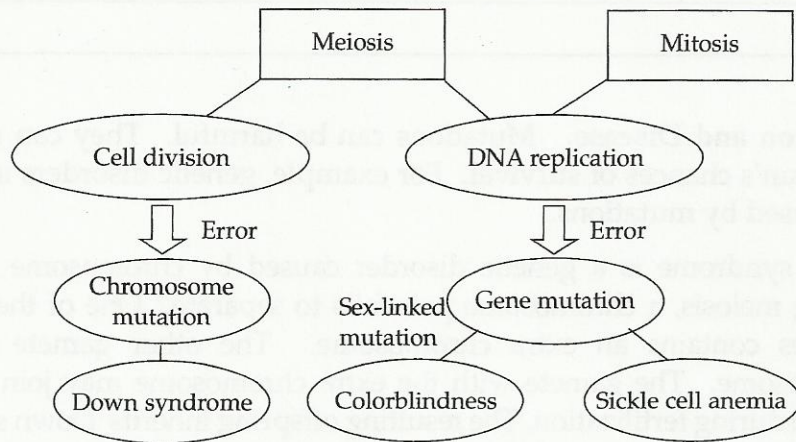 Meiosis
Mitosis
Cell division
DNA replication
Error
Error
Chromosome
mutation
Sex-linked
mutation
Gene mutation
Down syndrome
Colorblindness
Sickle cell anemia